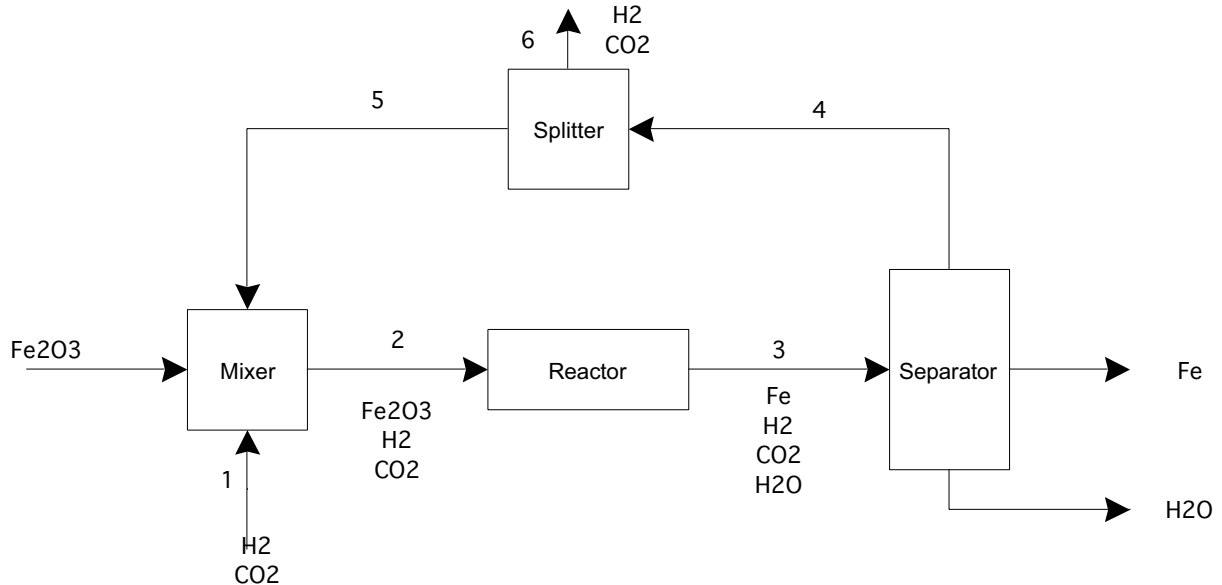 H2
CO2
6
5
4
Splitter
Fe2O3
Mixer
2
Fe2O3
H2
CO2
Reactor
3
Fe
H2
CO2
H2O
Separator
Fe
H2O
1
H2
CO2